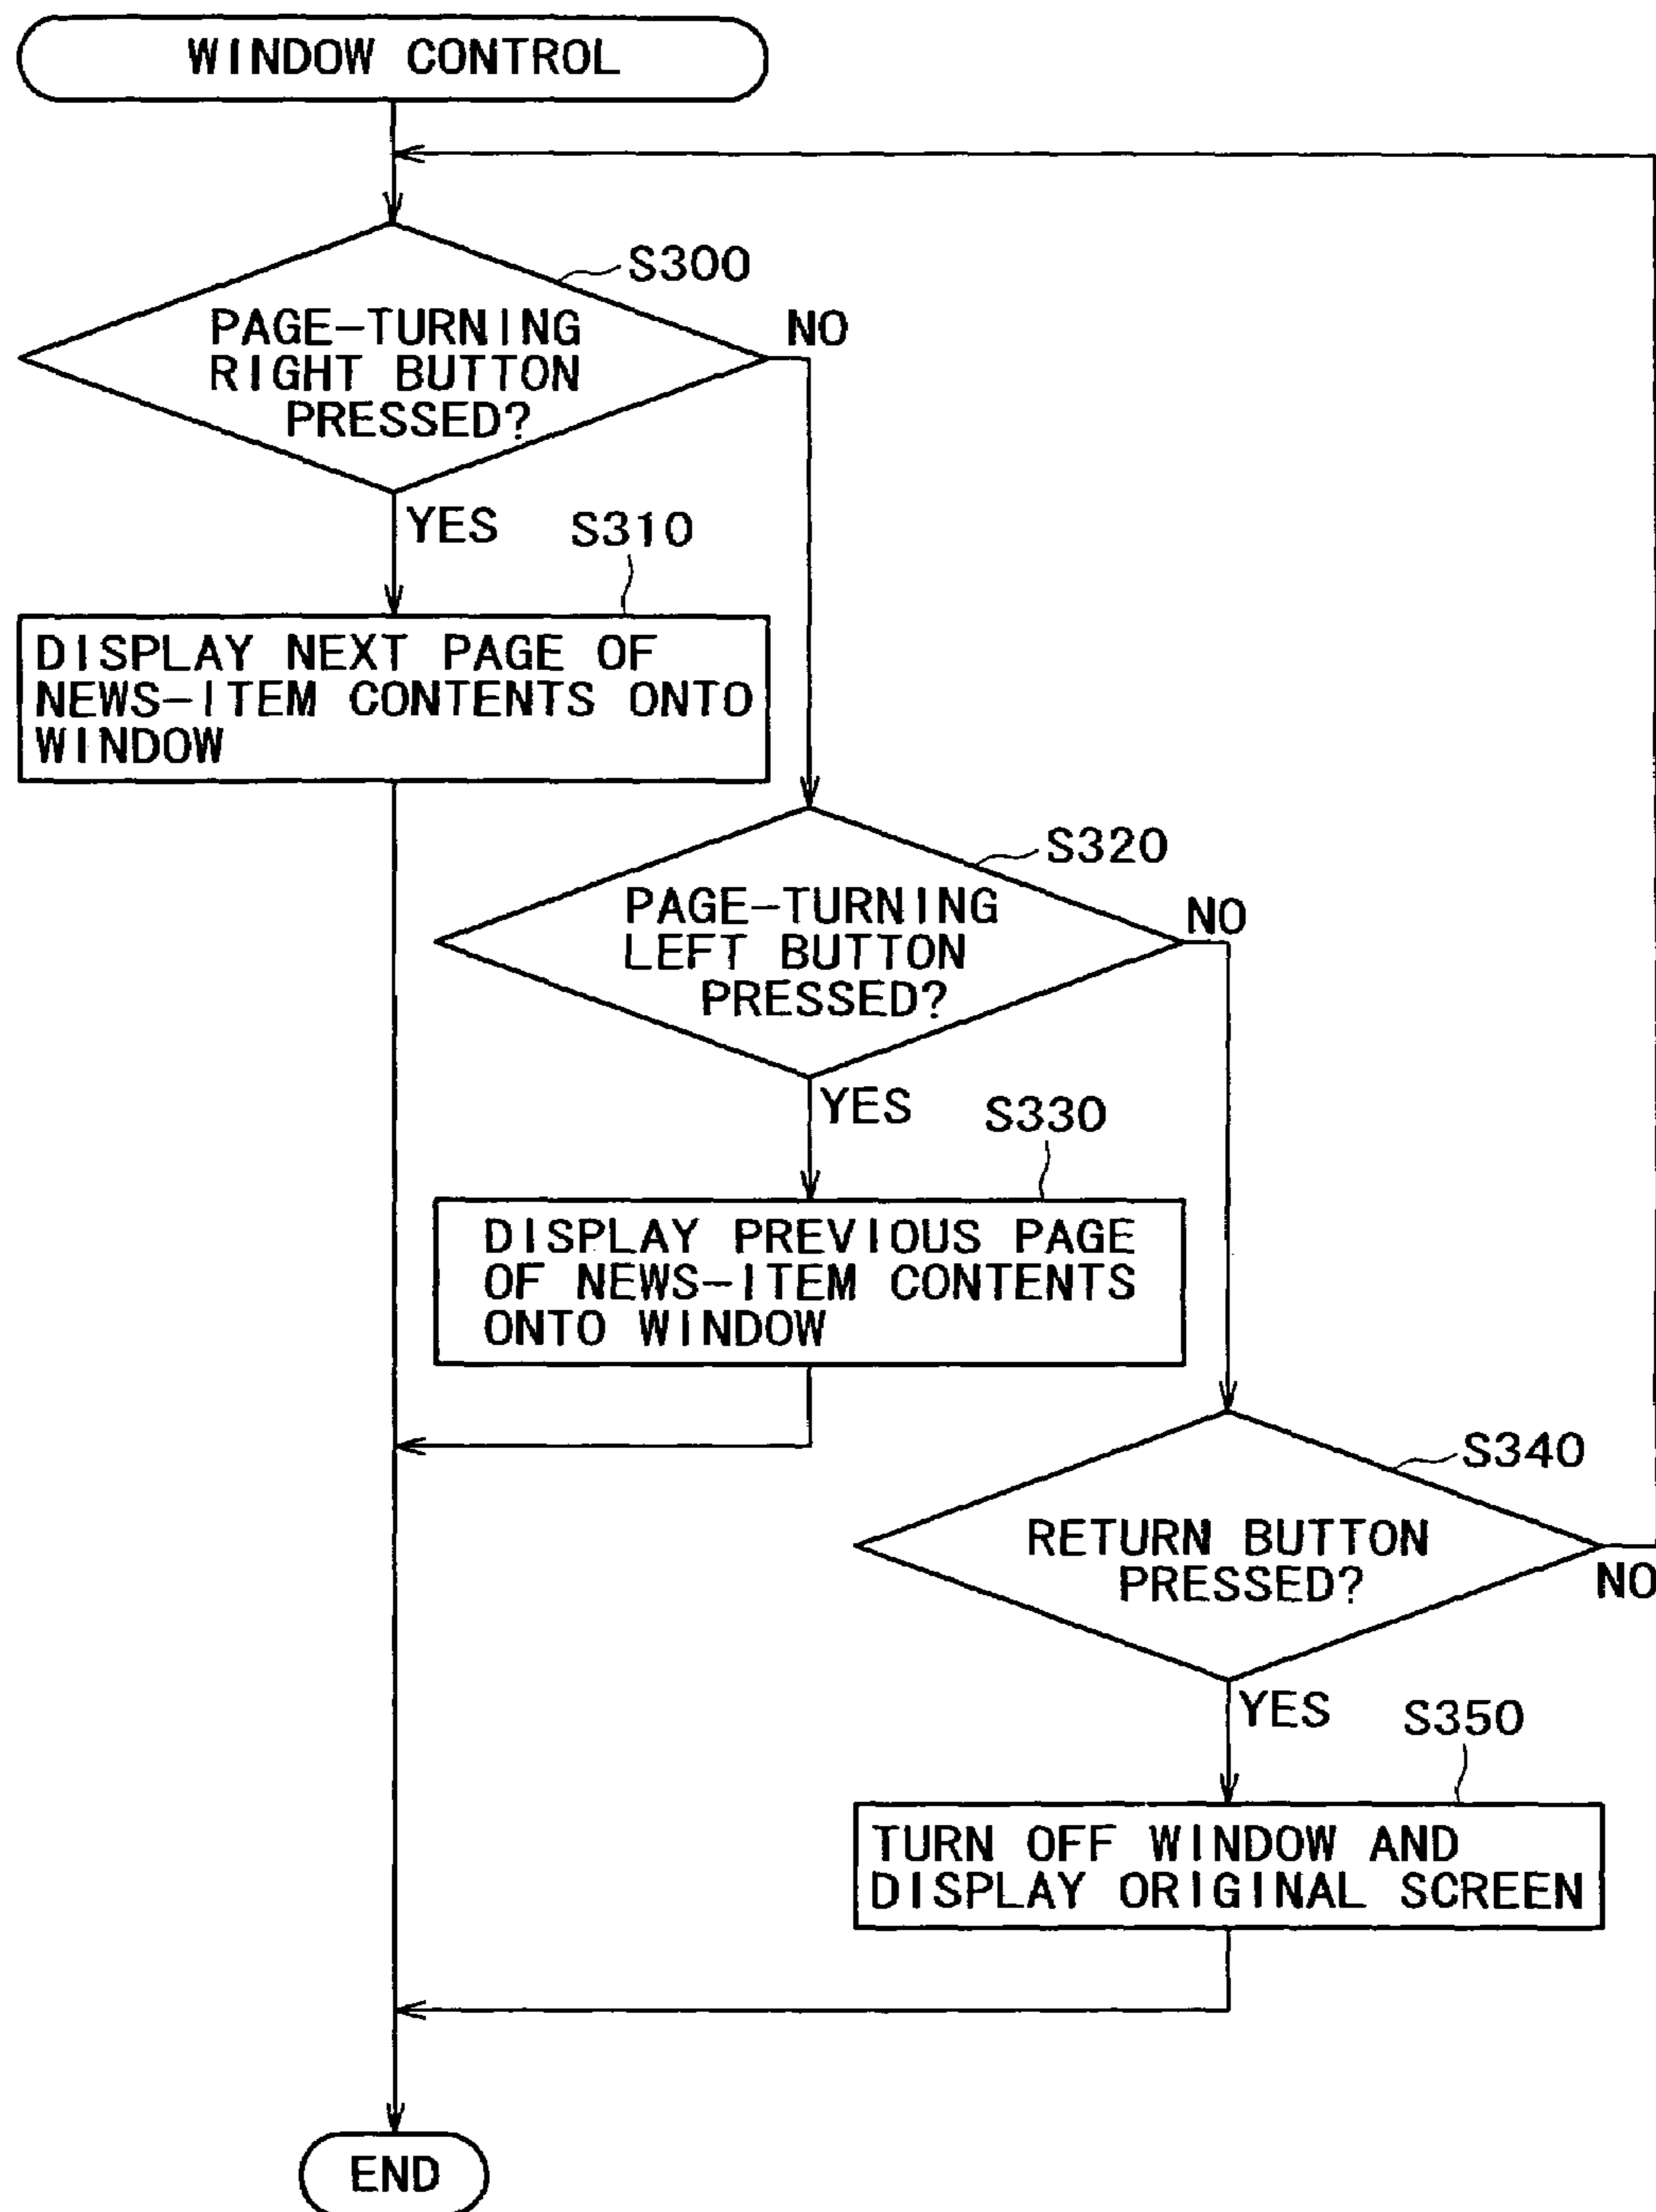 WINDOW CONTROL
S300
PAGE-TURNING
RIGHT BUTTON
PRESSED?
NO
YES
S310
DISPLAY NEXT PAGE OF
NEWS-ITEM CONTENTS ONTO
WINDOW
S320
PAGE-TURNING
LEFT BUTTON
PRESSED?
NO
YES
S330
DISPLAY PREVIOUS PAGE
OF NEWS-ITEM CONTENTS
ONTO WINDOW
S340
RETURN BUTTON
PRESSED?
NO
YES
S350
TURN OFF WINDOW AND
DISPLAY ORIGINAL SCREEN
END